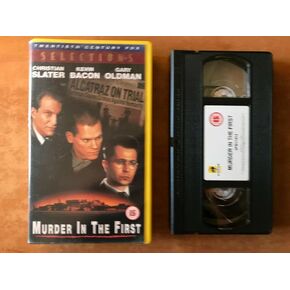 TWENTIETH CENTURY FOX
SELECTIONS
CHRISTIAN SLATER
KEVIN BACON
GARY OLDMAN
ALCATRAZ ON TRIAL
MURDER IN THE FIRST
15
15
MURDER IN THE FIRST